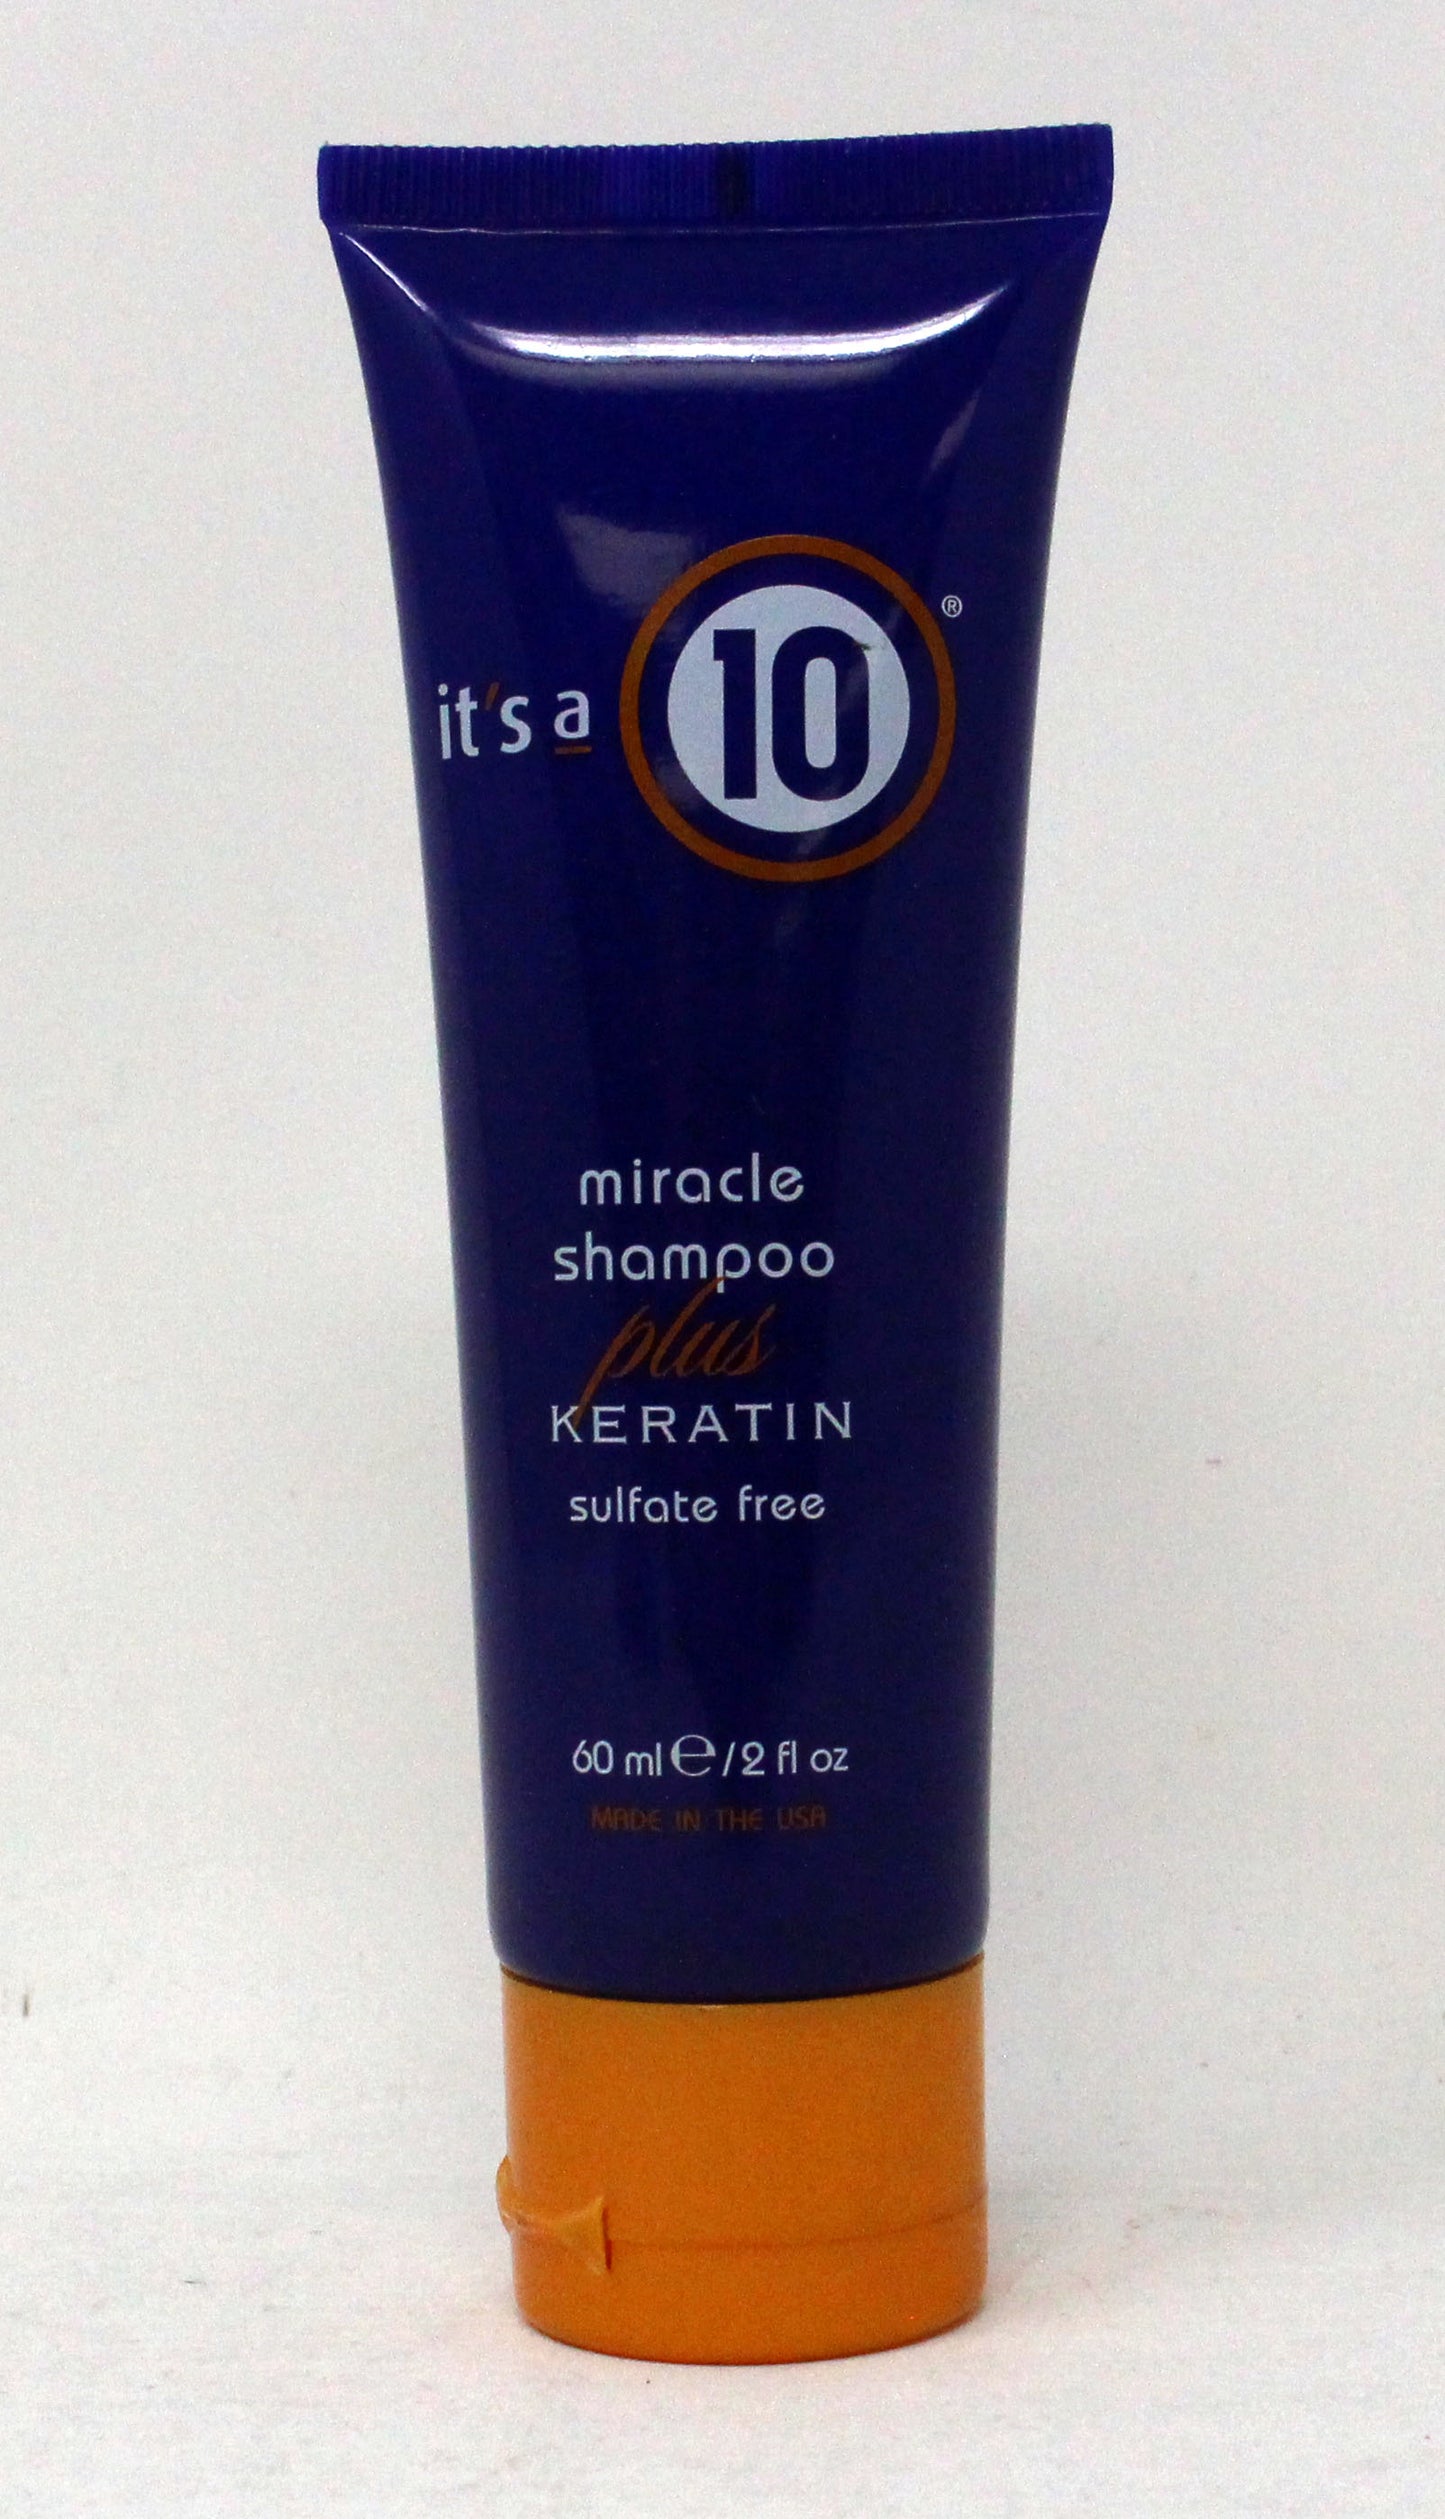 it's a 10®
miracle
shampoo
plus
KERATIN
sulfate free
60 ml ℮/2 fl oz
MADE IN THE USA